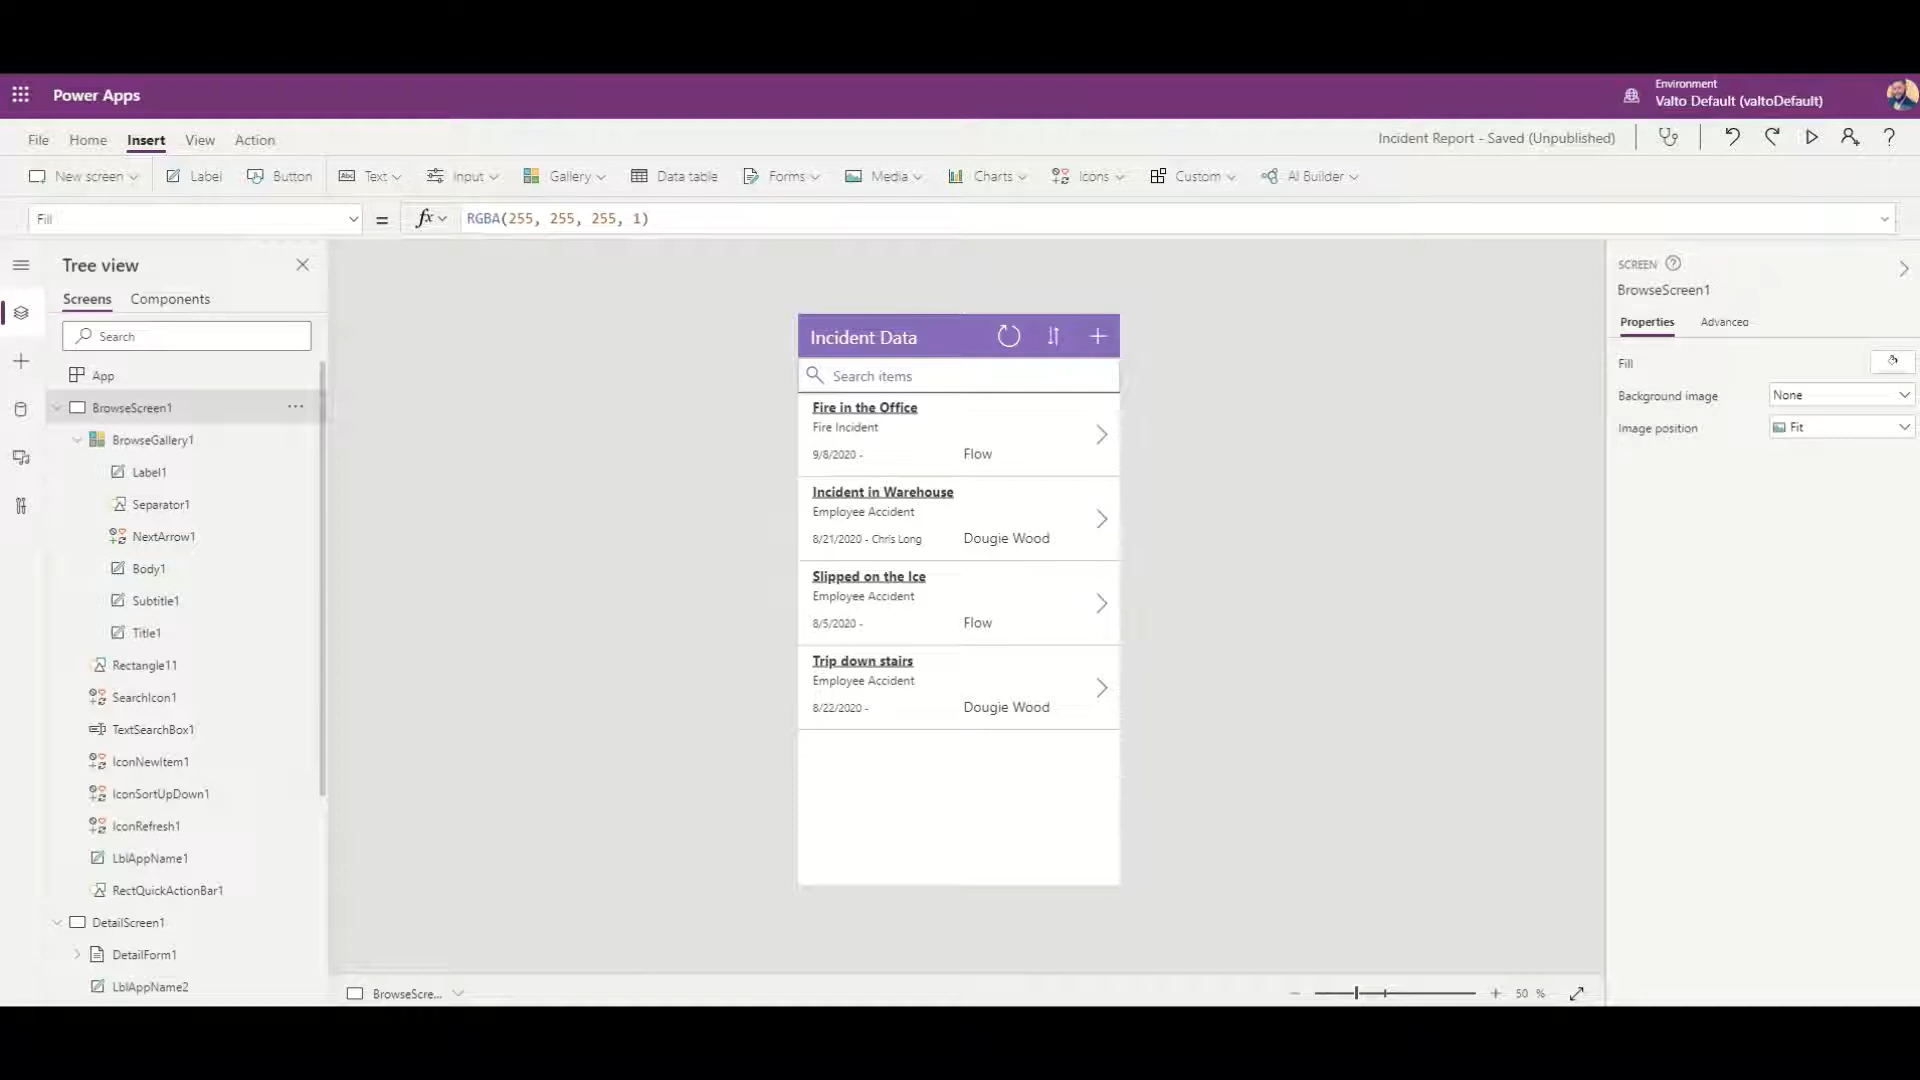 Power Apps
Environment
Valto Default (valtoDefault)
File
Home
Insert
View
Action
Incident Report - Saved (Unpublished)
New screen
Label
Button
Text
Input
Gallery
Data table
Forms
Media
Charts
Icons
Custom
AI Builder
Fill
=
fx
RGBA(255, 255, 255, 1)
Tree view
Screens
Components
Search
App
BrowseScreen1
BrowseGallery1
Label1
Separator1
NextArrow1
Body1
Subtitle1
Title1
Rectangle11
SearchIcon1
TextSearchBox1
IconNewItem1
IconSortUpDown1
IconRefresh1
LblAppName1
RectQuickActionBar1
DetailScreen1
DetailForm1
LblAppName2
Incident Data
Search items
Fire in the Office
Fire Incident
9/8/2020 -
Flow
Incident in Warehouse
Employee Accident
8/21/2020 - Chris Long
Dougie Wood
Slipped on the Ice
Employee Accident
8/5/2020 -
Flow
Trip down stairs
Employee Accident
8/22/2020 -
Dougie Wood
BrowseScre...
50 %
SCREEN
BrowseScreen1
Properties
Advanced
Fill
Background image
None
Image position
Fit